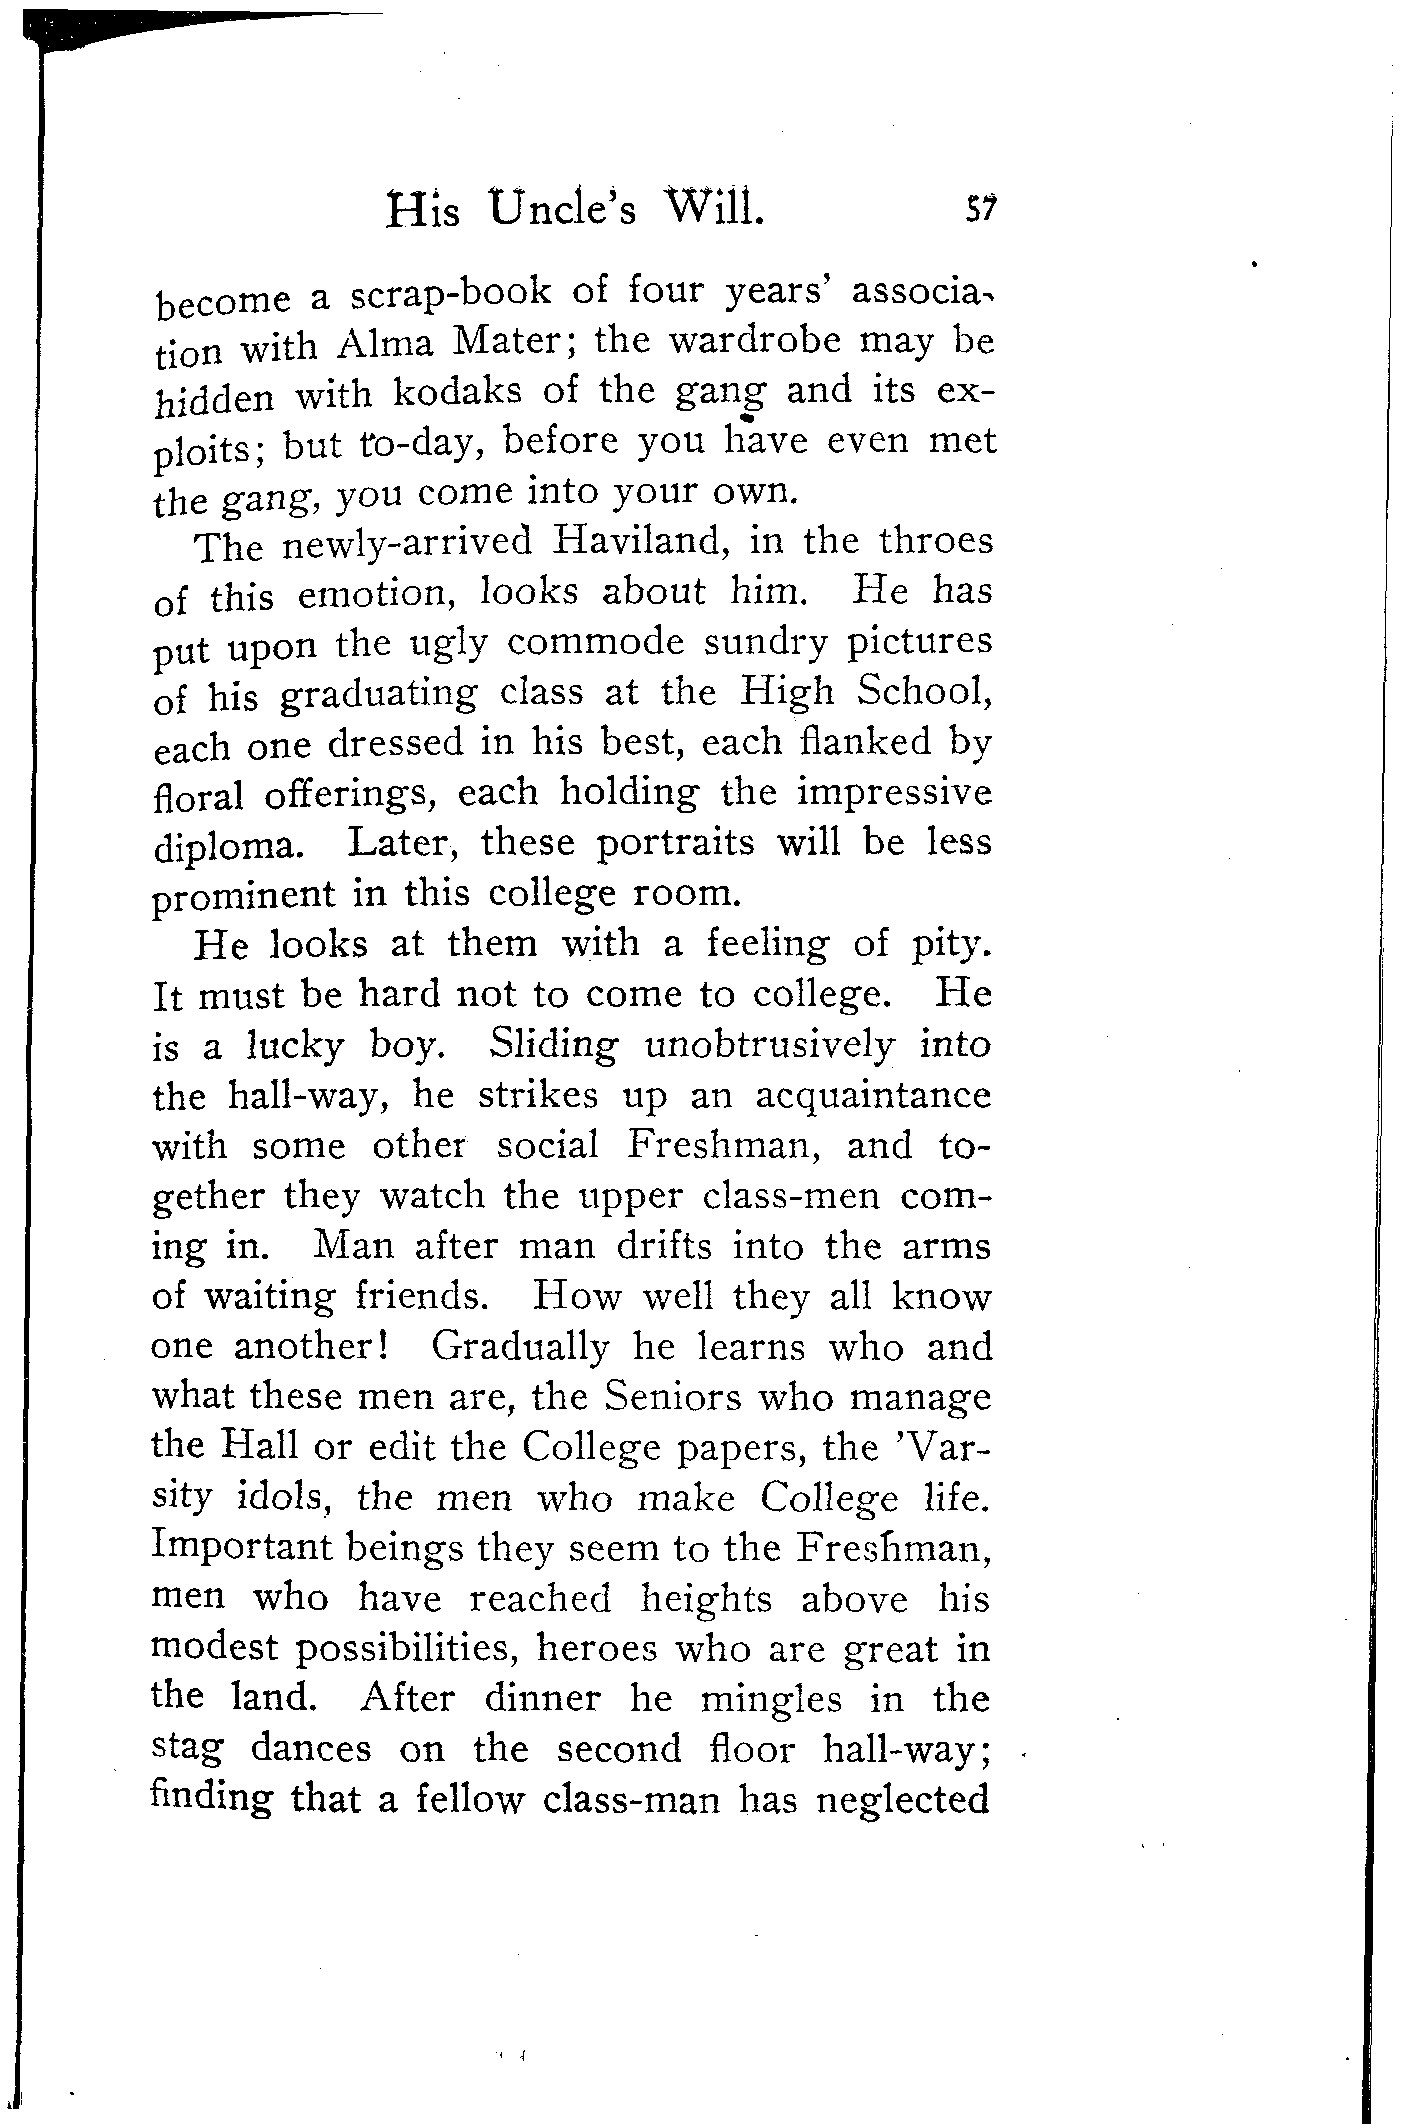 His Uncle's Will. 57
become a scrap-book of four years' associa-
tion with Alma Mater; the wardrobe may be
hidden with kodaks of the gang and its ex-
ploits; but to-day, before you have even met
the gang, you come into your own.
The newly-arrived Haviland, in the throes
of this emotion, looks about him. He has
put upon the ugly commode sundry pictures
of his graduating class at the High School,
each one dressed in his best, each flanked by
floral offerings, each holding the impressive
diploma. Later, these portraits will be less
prominent in this college room.
He looks at them with a feeling of pity.
It must be hard not to come to college. He
is a lucky boy. Sliding unobtrusively into
the hall-way, he strikes up an acquaintance
with some other social Freshman, and to-
gether they watch the upper class-men com-
ing in. Man after man drifts into the arms
of waiting friends. How well they all know
one another! Gradually he learns who and
what these men are, the Seniors who manage
the Hall or edit the College papers, the 'Var-
sity idols, the men who make College life.
Important beings they seem to the Freshman,
men who have reached heights above his
modest possibilities, heroes who are great in
the land. After dinner he mingles in the
stag dances on the second floor hall-way;
finding that a fellow class-man has neglected